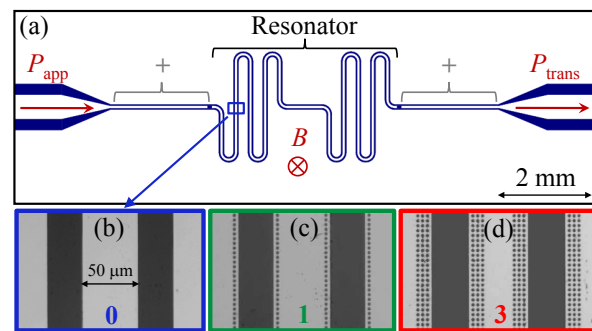 (a)
Resonator
P_app
+
+
P_trans
B
2 mm
(b)
50 μm
0
(c)
1
(d)
3